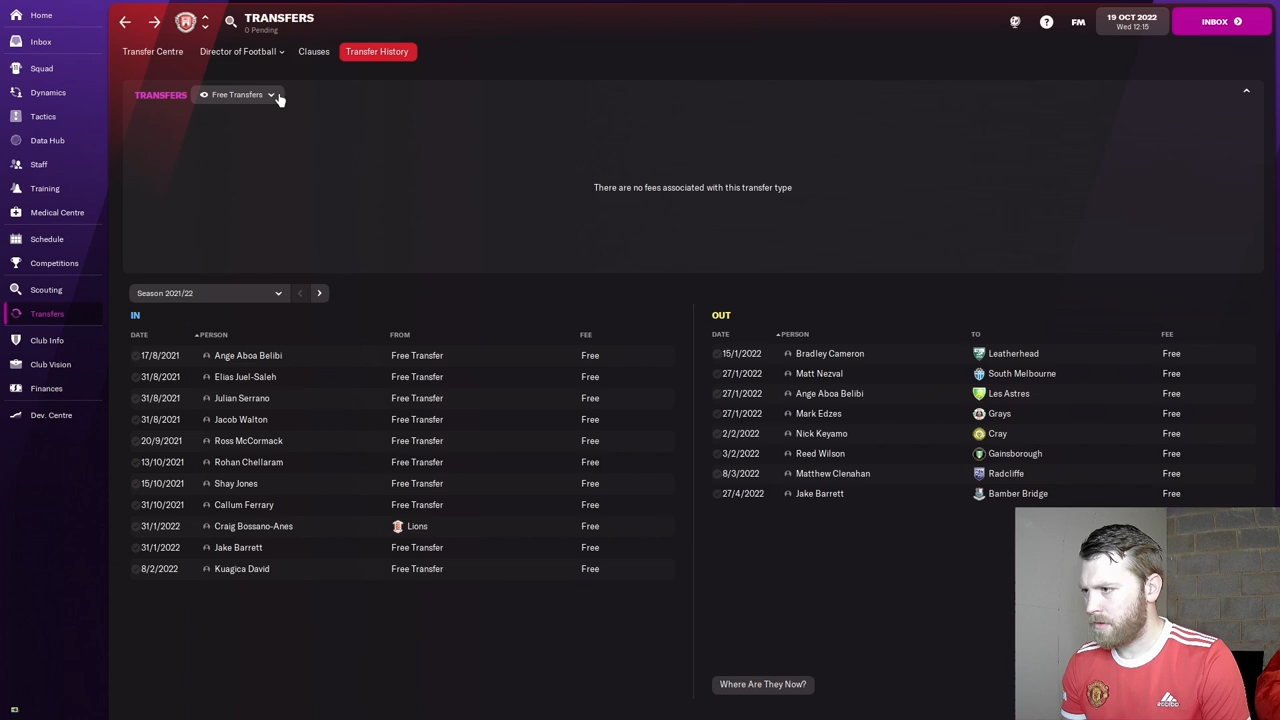 Home
Inbox
Squad
Dynamics
Tactics
Data Hub
Staff
Training
Medical Centre
Schedule
Competitions
Scouting
Transfers
Club Info
Club Vision
Finances
Dev. Centre
TRANSFERS
0 Pending
FM
19 OCT 2022
Wed 12:15
INBOX
Transfer Centre Director of Football Clauses Transfer History
TRANSFERS Free Transfers
There are no fees associated with this transfer type
Season 2021/22
IN
DATE PERSON FROM FEE
17/8/2021 Ange Aboa Belibi Free Transfer Free
31/8/2021 Elias Juel-Saleh Free Transfer Free
31/8/2021 Julian Serrano Free Transfer Free
31/8/2021 Jacob Walton Free Transfer Free
20/9/2021 Ross McCormack Free Transfer Free
13/10/2021 Rohan Chellaram Free Transfer Free
15/10/2021 Shay Jones Free Transfer Free
31/10/2021 Callum Ferrary Free Transfer Free
31/1/2022 Craig Bossano-Anes Lions Free
31/1/2022 Jake Barrett Free Transfer Free
8/2/2022 Kuagica David Free Transfer Free
OUT
DATE PERSON TO FEE
15/1/2022 Bradley Cameron Leatherhead Free
27/1/2022 Matt Nezval South Melbourne Free
27/1/2022 Ange Aboa Belibi Les Astres Free
27/1/2022 Mark Edzes Grays Free
2/2/2022 Nick Keyamo Cray Free
3/2/2022 Reed Wilson Gainsborough Free
8/3/2022 Matthew Clenahan Radcliffe Free
27/4/2022 Jake Barrett Bamber Bridge Free
Where Are They Now?